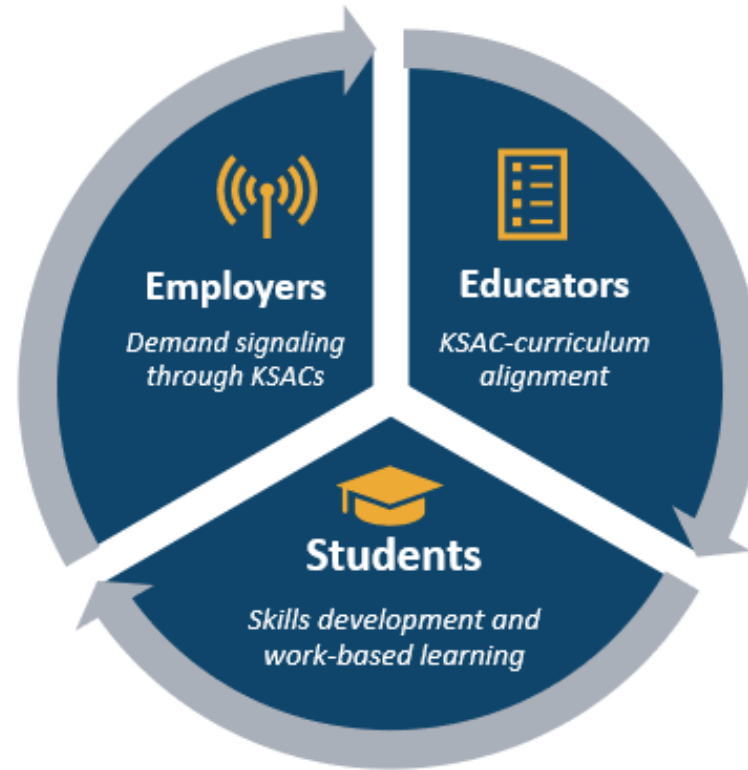 Employers
Demand signaling
through KSACs
Educators
KSAC-curriculum
alignment
Students
Skills development and
work-based learning